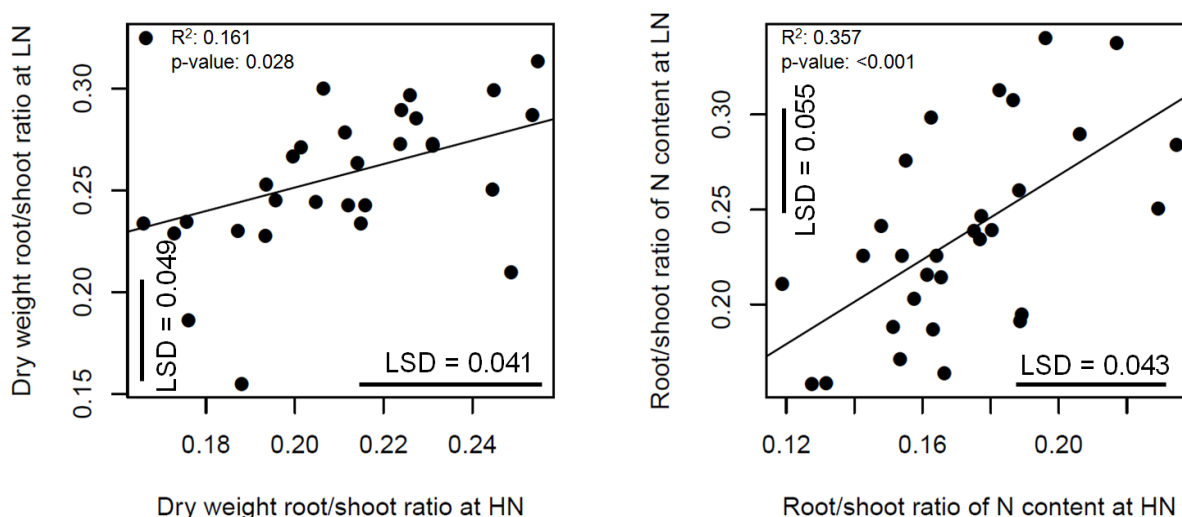 Dry weight root/shoot ratio at LN
R²: 0.161
p-value: 0.028
0.30
0.25
0.20
0.15
LSD = 0.049
LSD = 0.041
0.18 0.20 0.22 0.24
Dry weight root/shoot ratio at HN
Root/shoot ratio of N content at LN
R²: 0.357
p-value: <0.001
0.30
0.25
0.20
LSD = 0.055
LSD = 0.043
0.12 0.16 0.20
Root/shoot ratio of N content at HN